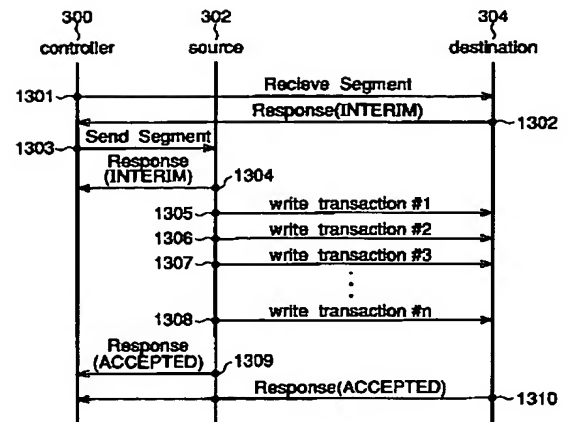 300 302 304
controller source destination
1301 Recieve Segment
Response(INTERIM) 1302
1303 Send Segment
Response
(INTERIM) 1304
1305 write transaction #1
1306 write transaction #2
1307 write transaction #3
1308 write transaction #n
Response
(ACCEPTED) 1309
Response(ACCEPTED) 1310